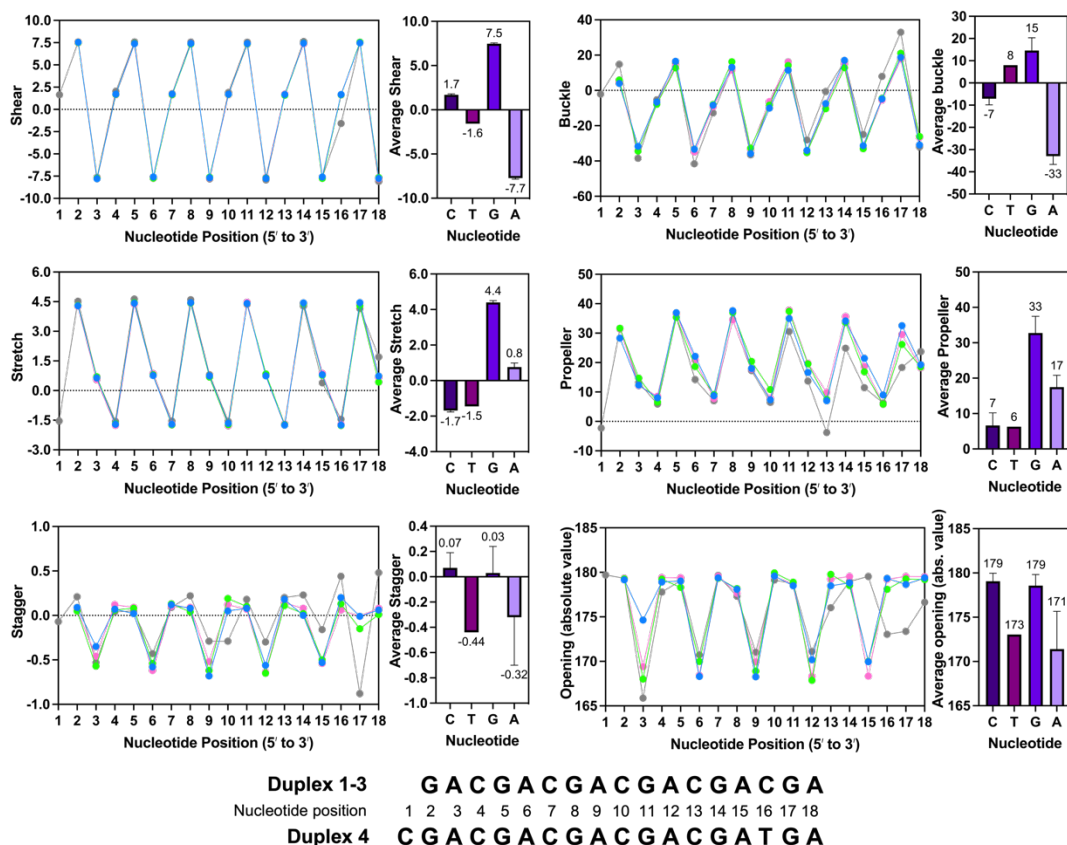 Shear
10.0
7.5
5.0
2.5
0.0
-2.5
-5.0
-7.5
-10.0
1 2 3 4 5 6 7 8 9 10 11 12 13 14 15 16 17 18
Nucleotide Position (5′ to 3′)
Average Shear
10.0
8.0
6.0
4.0
2.0
0.0
-2.0
-4.0
-6.0
-8.0
-10.0
1.7
-1.6
7.5
-7.7
C T G A
Nucleotide
Buckle
40
20
0
-20
-40
-60
1 2 3 4 5 6 7 8 9 10 11 12 13 14 15 16 17 18
Nucleotide Position (5′ to 3′)
Average buckle
30
20
10
0
-10
-20
-30
-40
-50
-7
8
15
-33
C T G A
Nucleotide
Stretch
6.0
4.5
3.0
1.5
0.0
-1.5
-3.0
1 2 3 4 5 6 7 8 9 10 11 12 13 14 15 16 17 18
Nucleotide Position (5′ to 3′)
Average Stretch
6.0
4.0
2.0
0.0
-2.0
-4.0
-1.7
-1.5
4.4
0.8
C T G A
Nucleotide
Propeller
50
40
30
20
10
0
-10
1 2 3 4 5 6 7 8 9 10 11 12 13 14 15 16 17 18
Nucleotide Position (5′ to 3′)
Average Propeller
50
40
30
20
10
0
7
6
33
17
C T G A
Nucleotide
Stagger
1.0
0.5
0.0
-0.5
-1.0
1 2 3 4 5 6 7 8 9 10 11 12 13 14 15 16 17 18
Nucleotide Position (5′ to 3′)
Average Stagger
0.4
0.2
0.0
-0.2
-0.4
-0.6
-0.8
-1.0
0.07
-0.44
0.03
-0.32
C T G A
Nucleotide
Opening (absolute value)
185
180
175
170
165
1 2 3 4 5 6 7 8 9 10 11 12 13 14 15 16 17 18
Nucleotide Position (5′ to 3′)
Average opening (abs. value)
185
180
175
170
165
179
173
179
171
C T G A
Nucleotide
Duplex 1-3 G A C G A C G A C G A C G A C G A
Nucleotide position 1 2 3 4 5 6 7 8 9 10 11 12 13 14 15 16 17 18
Duplex 4 C G A C G A C G A C G A C G A T G A